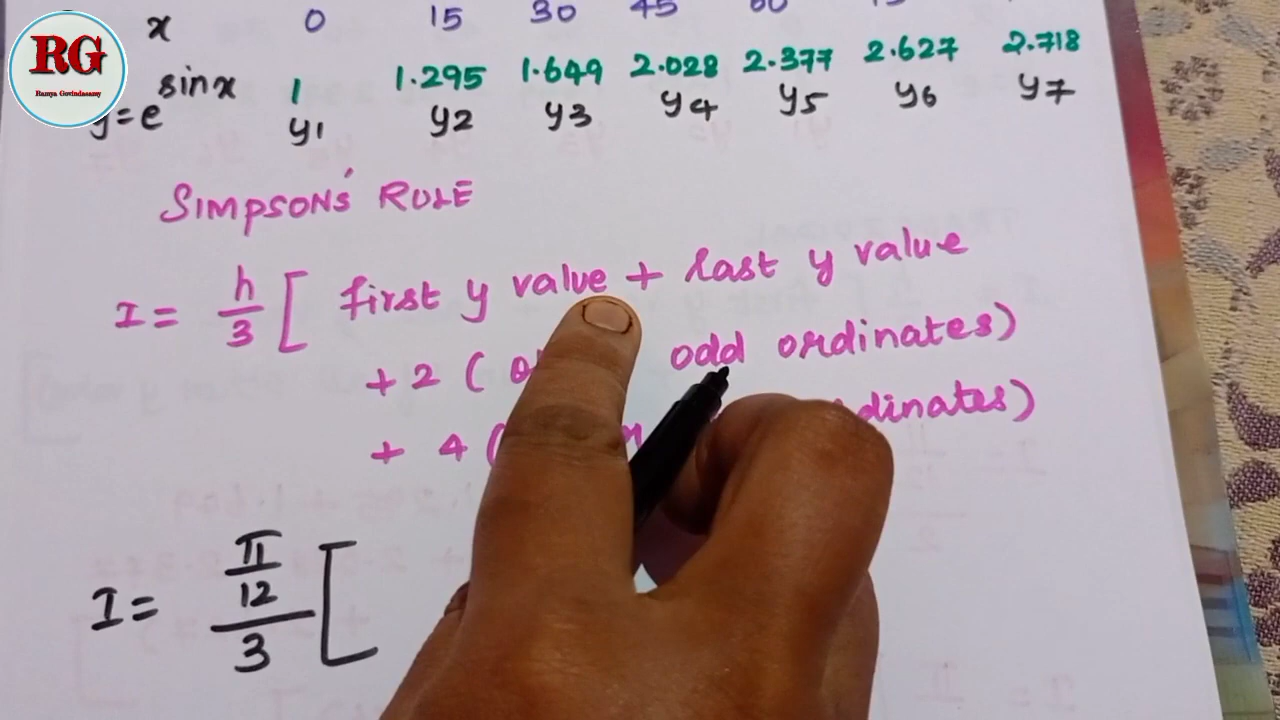 RG
Ramya Govindasamy
x 0 15 30 45 60
y=e^sinx 1 1.295 1.649 2.028 2.377 2.627 2.718
y1 y2 y3 y4 y5 y6 y7
SIMPSON'S RULE
I = h/3 [ first y value + last y value
+ 2 ( odd ordinates)
+ 4 (
I = π/12/3 [